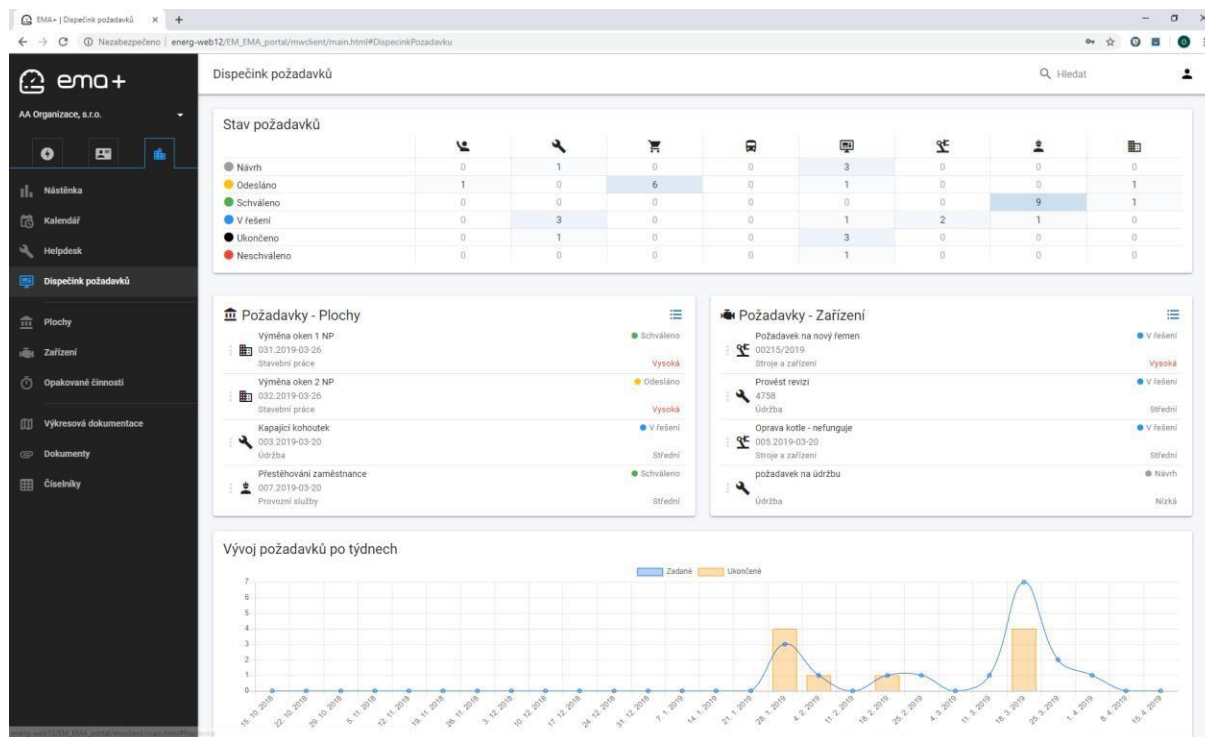 EMA+ | Dispečink požadavků
Nezabezpečeno | energ-web12/EM_EMA_portal/mwclient/main.html#DispecinkPozadavku
ema+
AA Organizace, s.r.o.
Nástěnka
Kalendář
Helpdesk
Dispečink požadavků
Plochy
Zařízení
Opakované činnosti
Výkresová dokumentace
Dokumenty
Číselníky
Dispečink požadavků
Hledat
Stav požadavků
Návrh 0 1 0 0 3 0 0 0
Odesláno 1 0 6 0 1 0 0 1
Schváleno 0 0 0 0 0 0 9 1
V řešení 0 3 0 0 1 2 1 0
Ukončeno 0 1 0 0 3 0 0 0
Neschváleno 0 0 0 0 1 0 0 0
Požadavky - Plochy
Výměna oken 1 NP Schváleno
031.2019-03-26
Stavební práce Vysoká
Výměna oken 2 NP Odesláno
032.2019-03-26
Stavební práce Vysoká
Kapající kohoutek V řešení
003.2019-03-20
Údržba Střední
Přestěhování zaměstnance Schváleno
007.2019-03-20
Provozní služby Střední
Požadavky - Zařízení
Požadavek na nový řemen V řešení
00215/2019
Stroje a zařízení Vysoká
Provést revizi V řešení
4758
Údržba Střední
Oprava kotle - nefunguje V řešení
005.2019-03-20
Stroje a zařízení Střední
požadavek na údržbu Návrh
Údržba Nízká
Vývoj požadavků po týdnech
Zadané Ukončené
7
6
5
4
3
2
1
0
15. 10. 2018 22. 10. 2018 29. 10. 2018 5. 11. 2018 12. 11. 2018 19. 11. 2018 26. 11. 2018 3. 12. 2018 10. 12. 2018 17. 12. 2018 24. 12. 2018 31. 12. 2018 7. 1. 2019 14. 1. 2019 21. 1. 2019 28. 1. 2019 4. 2. 2019 11. 2. 2019 18. 2. 2019 25. 2. 2019 4. 3. 2019 11. 3. 2019 18. 3. 2019 25. 3. 2019 1. 4. 2019 8. 4. 2019 15. 4. 2019